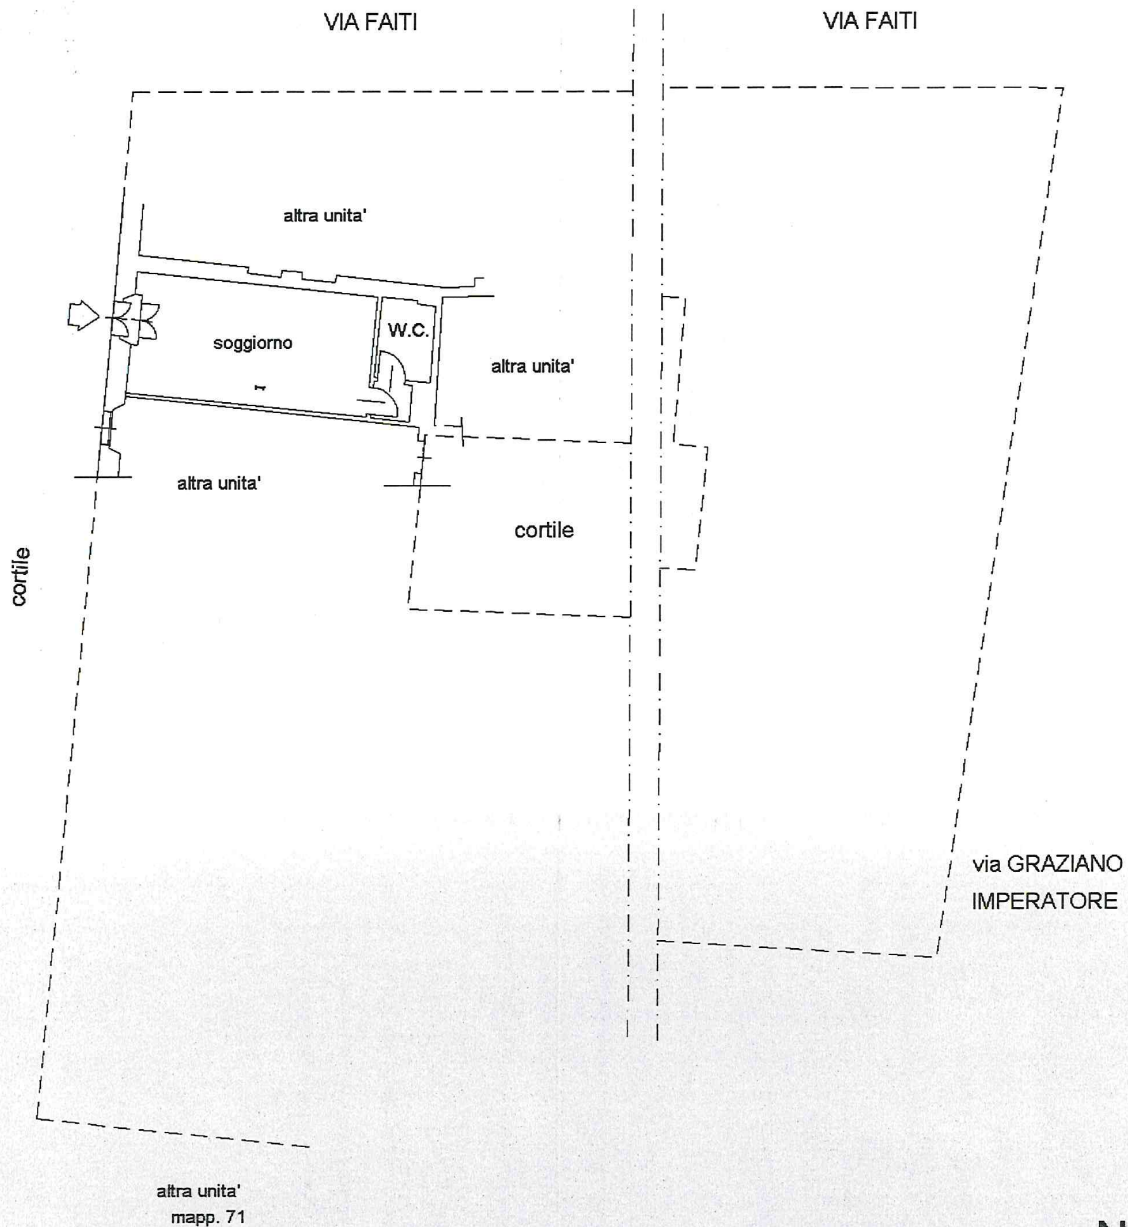 VIA FAITI
VIA FAITI
altra unita'
soggiorno
W.C.
altra unita'
altra unita'
cortile
cortile
via GRAZIANO
IMPERATORE
altra unita'
mapp. 71
N